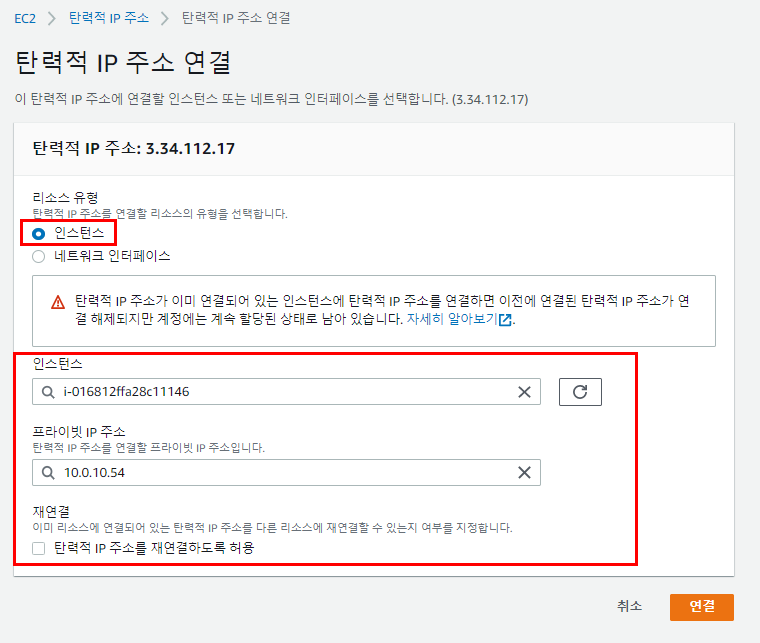 EC2 > 탄력적 IP 주소 > 탄력적 IP 주소 연결
탄력적 IP 주소 연결
이 탄력적 IP 주소에 연결할 인스턴스 또는 네트워크 인터페이스를 선택합니다. (3.34.112.17)
탄력적 IP 주소: 3.34.112.17
리소스 유형
탄력적 IP 주소를 연결할 리소스의 유형을 선택합니다.
인스턴스
네트워크 인터페이스
탄력적 IP 주소가 이미 연결되어 있는 인스턴스에 탄력적 IP 주소를 연결하면 이전에 연결된 탄력적 IP 주소가 연
결 해제되지만 계정에는 계속 할당된 상태로 남아 있습니다. 자세히 알아보기.
인스턴스
i-016812ffa28c11146
프라이빗 IP 주소
탄력적 IP 주소를 연결할 프라이빗 IP 주소입니다.
10.0.10.54
재연결
이미 리소스에 연결되어 있는 탄력적 IP 주소를 다른 리소스에 재연결할 수 있는지 여부를 지정합니다.
탄력적 IP 주소를 재연결하도록 허용
취소 연결